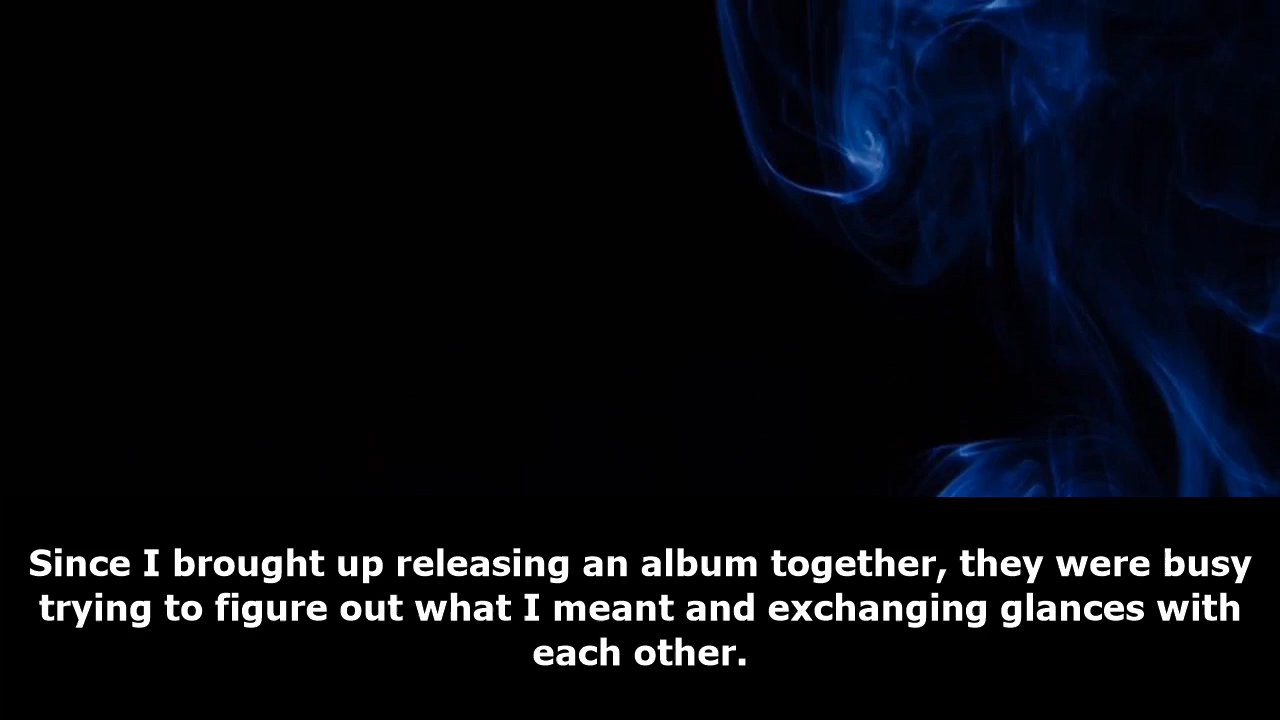 Since I brought up releasing an album together, they were busy
trying to figure out what I meant and exchanging glances with
each other.